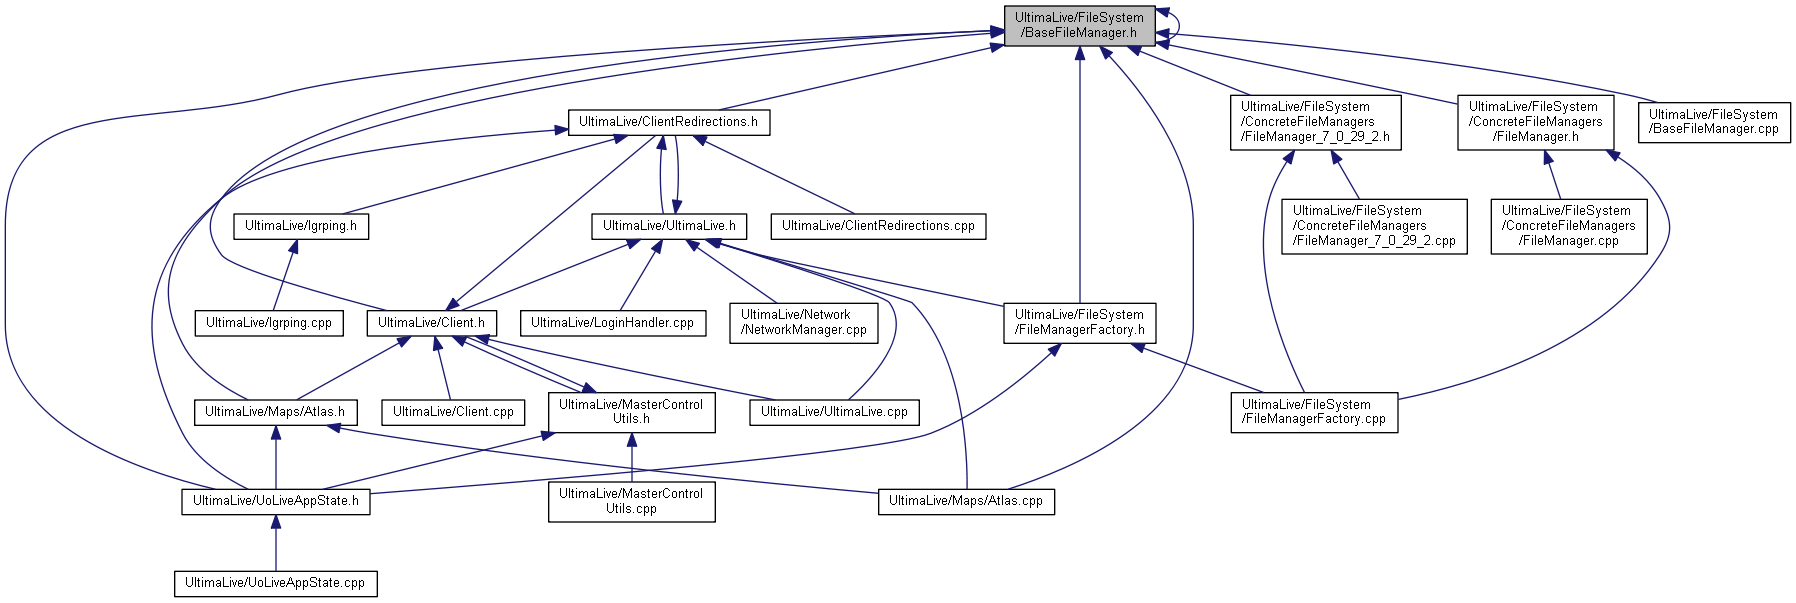 UltimaLive/FileSystem
/BaseFileManager.h
UltimaLive/ClientRedirections.h
UltimaLive/FileSystem
/ConcreteFileManagers
/FileManager_7_0_29_2.h
UltimaLive/FileSystem
/ConcreteFileManagers
/FileManager.h
UltimaLive/FileSystem
/BaseFileManager.cpp
UltimaLive/Igrping.h
UltimaLive/UltimaLive.h
UltimaLive/ClientRedirections.cpp
UltimaLive/FileSystem
/ConcreteFileManagers
/FileManager_7_0_29_2.cpp
UltimaLive/FileSystem
/ConcreteFileManagers
/FileManager.cpp
UltimaLive/Igrping.cpp
UltimaLive/Client.h
UltimaLive/LoginHandler.cpp
UltimaLive/Network
/NetworkManager.cpp
UltimaLive/FileSystem
/FileManagerFactory.h
UltimaLive/Maps/Atlas.h
UltimaLive/Client.cpp
UltimaLive/MasterControl
Utils.h
UltimaLive/UltimaLive.cpp
UltimaLive/FileSystem
/FileManagerFactory.cpp
UltimaLive/UoLiveAppState.h
UltimaLive/MasterControl
Utils.cpp
UltimaLive/Maps/Atlas.cpp
UltimaLive/UoLiveAppState.cpp